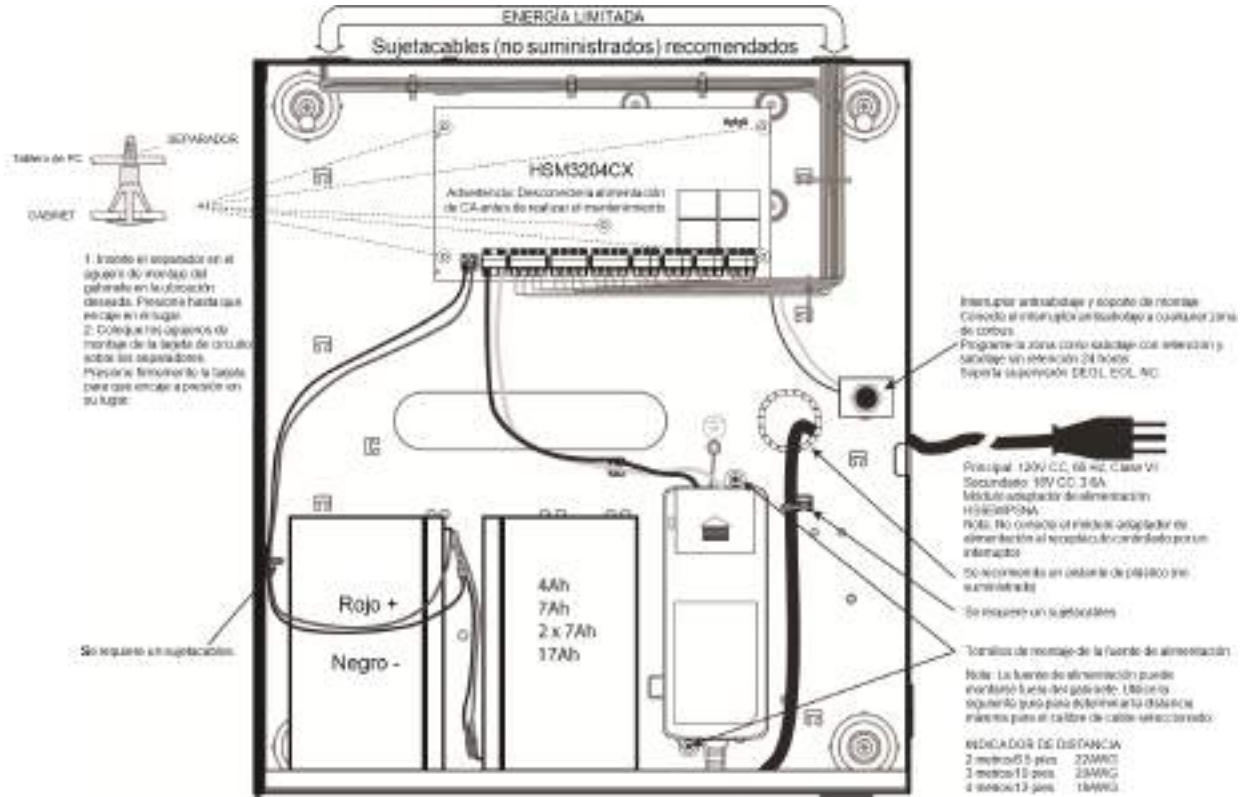 ENERGÍA LIMITADA
Sujetacables (no suministrados) recomendados
SEPARADOR
Tablero de PC
GABINET
HSM3204CX
Advertencia: Desconecte la alimentación
de CA antes de realizar el mantenimiento
1. Inserte el separador en el
agujero de montaje del
gabinete en la ubicación
deseada. Presione hasta que
encaje en el lugar.
2. Coloque los agujeros de
montaje de la tarjeta de circuito
sobre los separadores.
Presione firmemente la tarjeta
para que encaje a presión en
su lugar.
Interruptor antisabotaje y soporte de montaje
Conecte el interruptor antisabotaje a cualquier zona
de corbus
Programe la zona como sabotaje con retención y
sabotaje sin retención 24 horas
Soporta supervisión DEOL, EOL, NC
Principal: 120V CC, 60 Hz, Clase VI
Secundario: 18V CC, 3.6A
Módulo adaptador de alimentación
Nota: No conecte el módulo adaptador de
alimentación al receptáculo controlado por un
interruptor
Se recomienda un aislante de plástico (no
suministrado)
Se requiere un sujetacables
Tornillos de montaje de la fuente de alimentación
Nota: La fuente de alimentación puede
montarse fuera del gabinete. Utilice la
siguiente guía para determinar la distancia
máxima para el calibre de cable seleccionado:
INDICADOR DE DISTANCIA
2 metros/6.5 pies 22AWG
3 metros/10 pies 20AWG
4 metros/13 pies 18AWG
Rojo +
Negro -
4Ah
7Ah
2 x 7Ah
17Ah
Se requiere un sujetacables